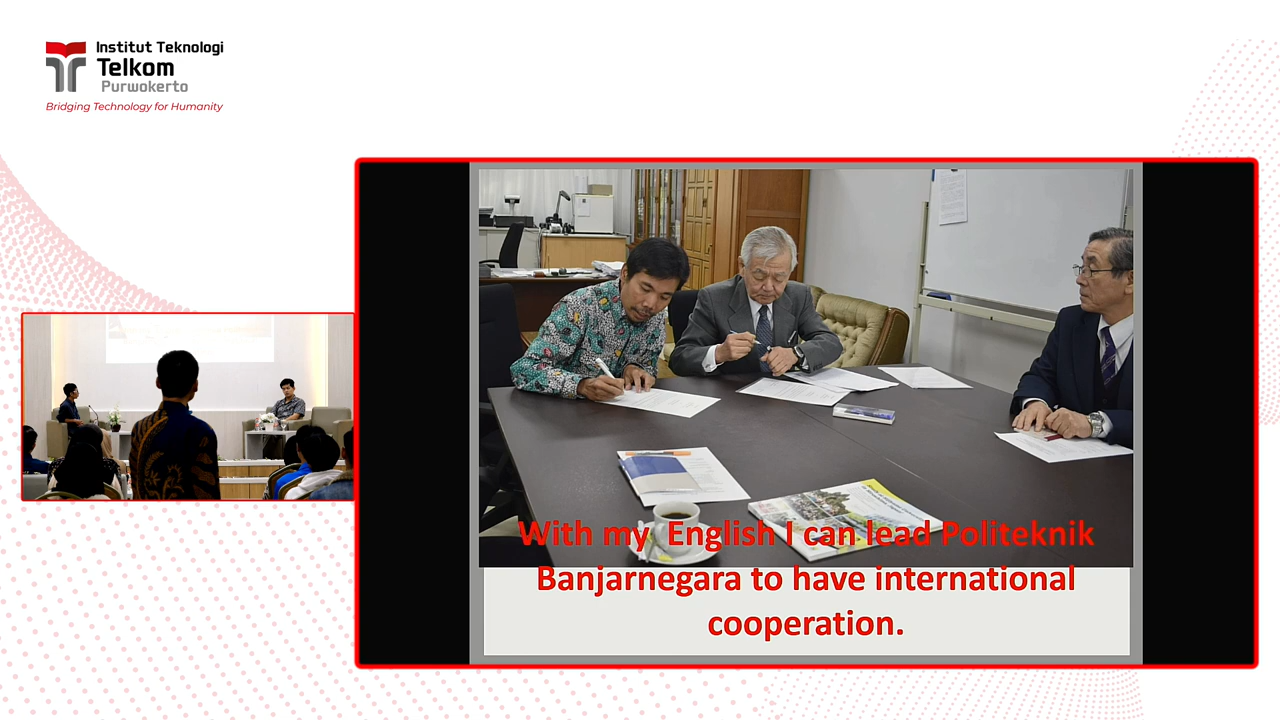 Institut Teknologi
Telkom
Purwokerto
Bridging Technology for Humanity
With my  English I can lead Politeknik
Banjarnegara to have international
cooperation.